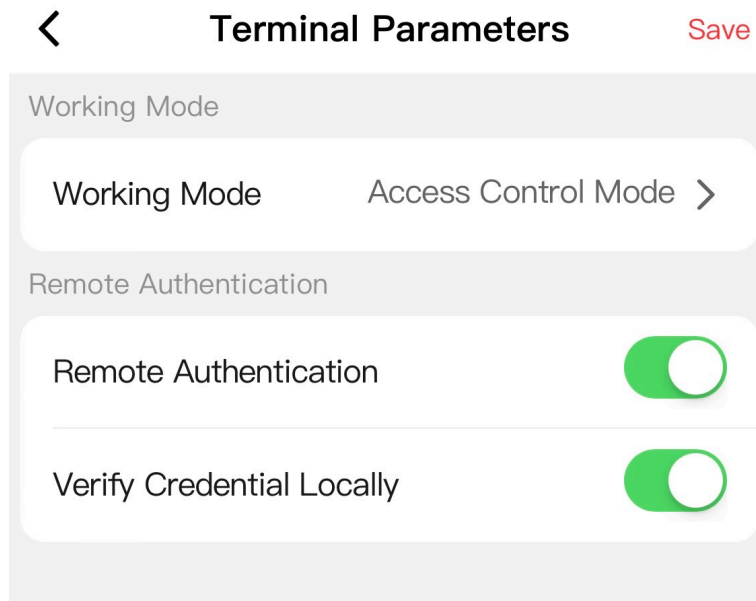 Terminal Parameters Save
Working Mode
Working Mode Access Control Mode
Remote Authentication
Remote Authentication
Verify Credential Locally